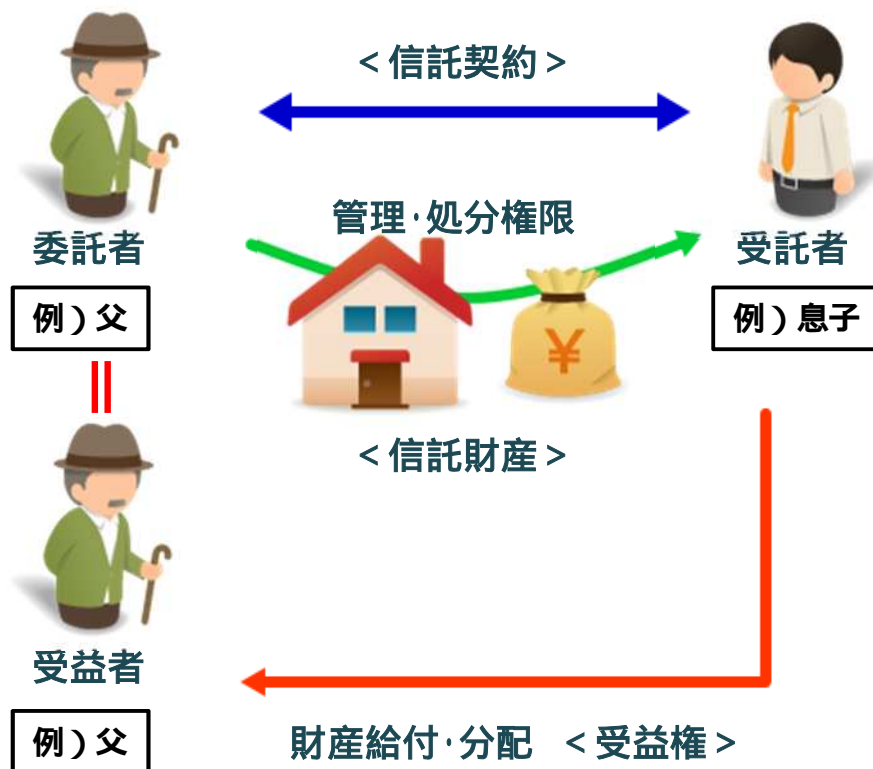 <信託契約>
管理·処分権限
委託者
受託者
例)父
例)息子
¥
<信託財産>
受益者
例)父
財産給付·分配 <受益権>